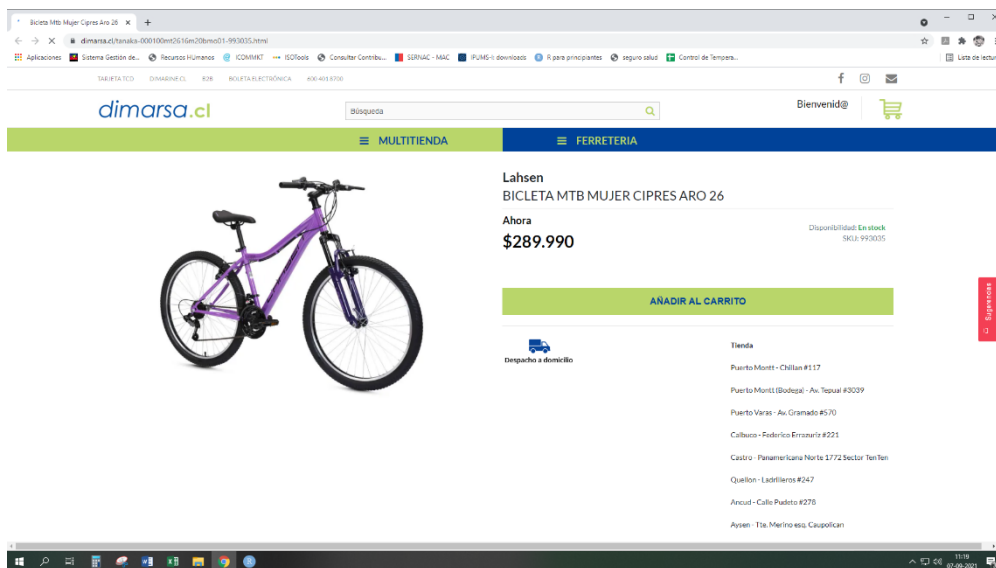 Bicleta Mtb Mujer Cipres Aro 26
dimarsa.cl/tanaka-000100mt2616m20brmo01-993035.html
Aplicaciones Sistema Gestión de... Recursos Humanos ICOMMKT ISOTools Consultar Contribu... SERNAC - MAC IPUMS-I: downloads R para principiantes seguro salud Control de Tempera... Lista de lectur
TARJETA TCD DIMARINE CL B2B BOLETA ELECTRÓNICA 600 401 6700
dimarsa.cl
Búsqueda
Bienvenid@
MULTITIENDA
FERRETERIA
Lahsen
BICLETA MTB MUJER CIPRES ARO 26
Ahora
$289.990
Disponibilidad: En stock
SKU: 993035
AÑADIR AL CARRITO
Sugerencias
Despacho a domicilio
Tienda
Puerto Montt - Chillan #117
Puerto Montt (Bodega) - Av. Tepual #3039
Puerto Varas - Av. Gramado #570
Calbuco - Federico Errazuriz #221
Castro - Panamericana Norte 1772 Sector Ten Ten
Quellon - Ladrilleros #247
Ancud - Calle Pudeto #278
Aysen - Tte. Merino esq. Caupolican
11:19
07-09-2021